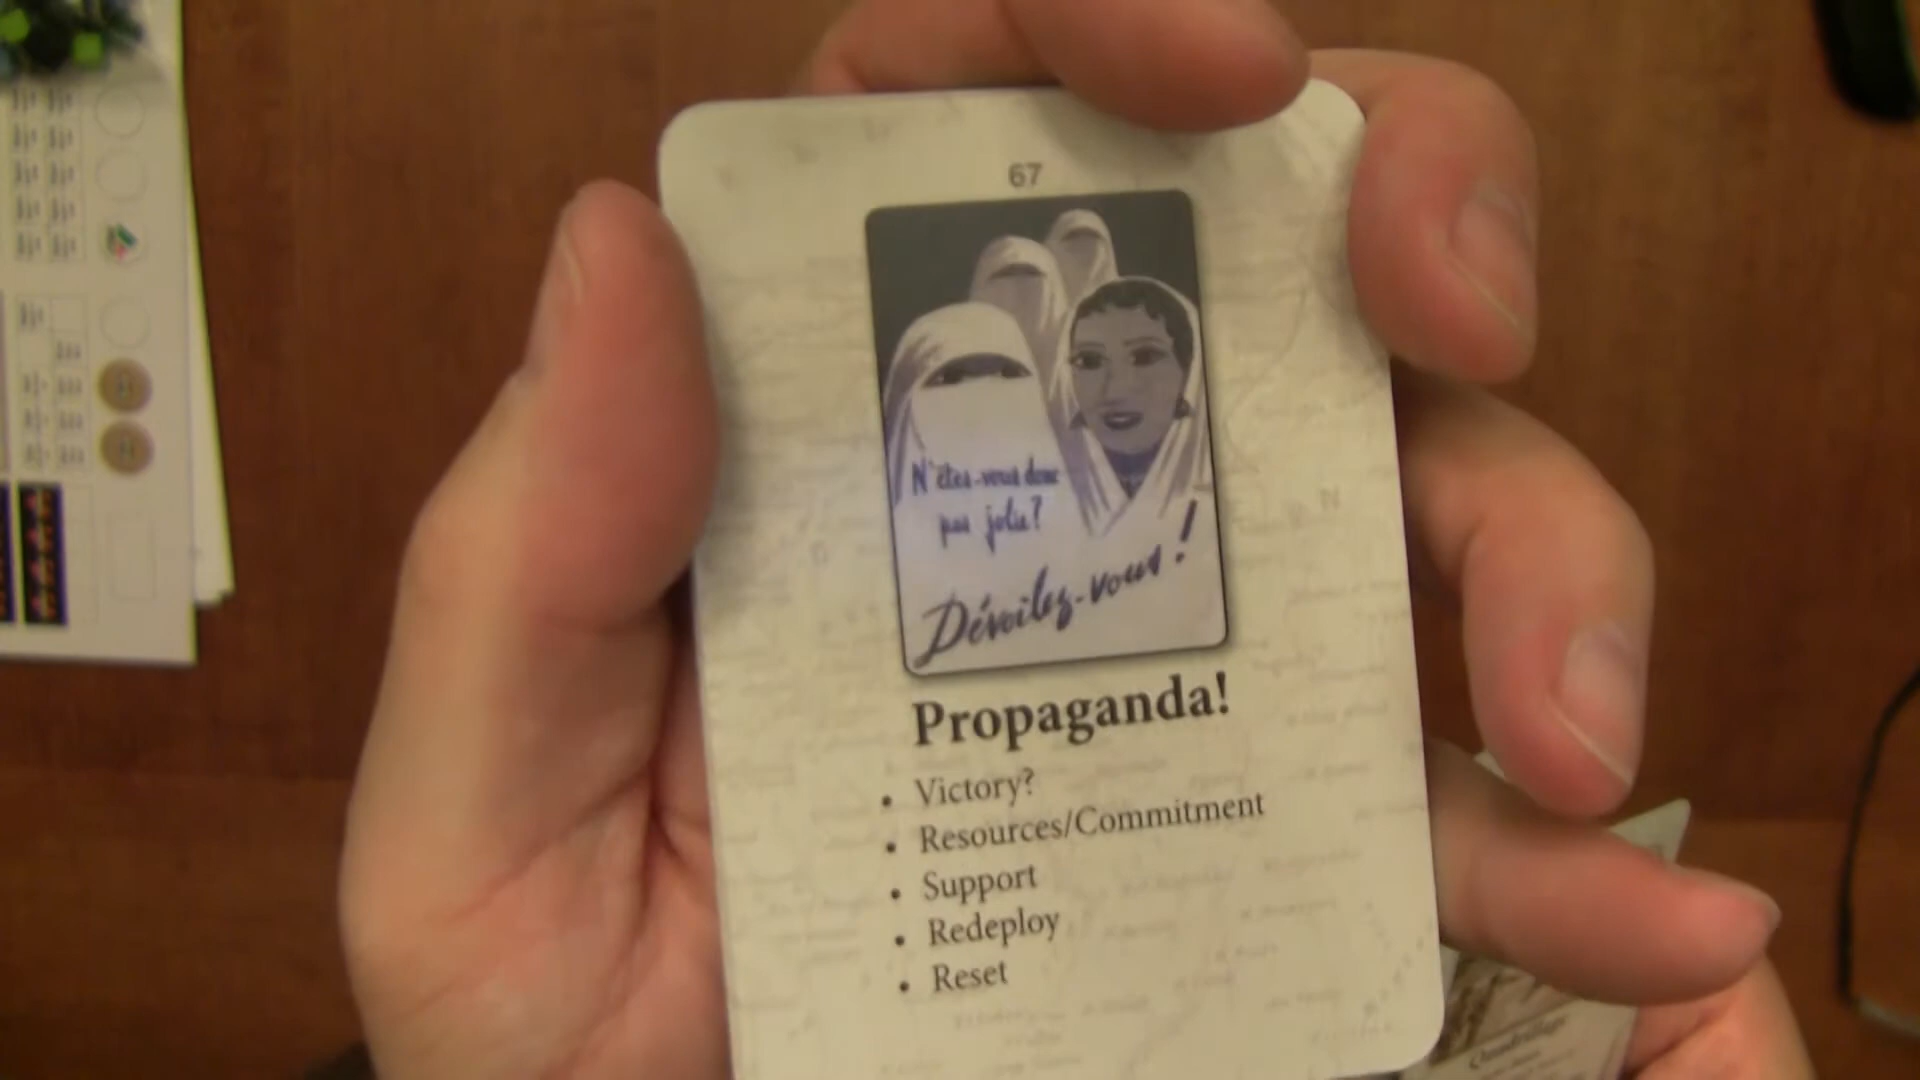 67
N'êtes-vous donc
pas jolie?
Dévoilez-vous!
Propaganda!
• Victory?
• Resources/Commitment
• Support
• Redeploy
• Reset